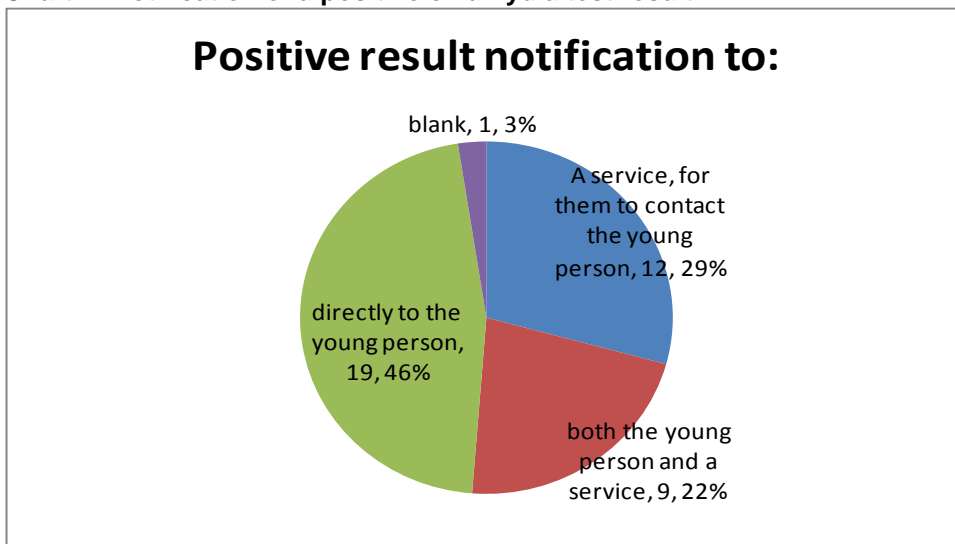 Positive result notification to:
blank, 1, 3%
A service, for
them to contact
the young
person, 12, 29%
directly to the
young person,
19, 46%
both the young
person and a
service, 9, 22%